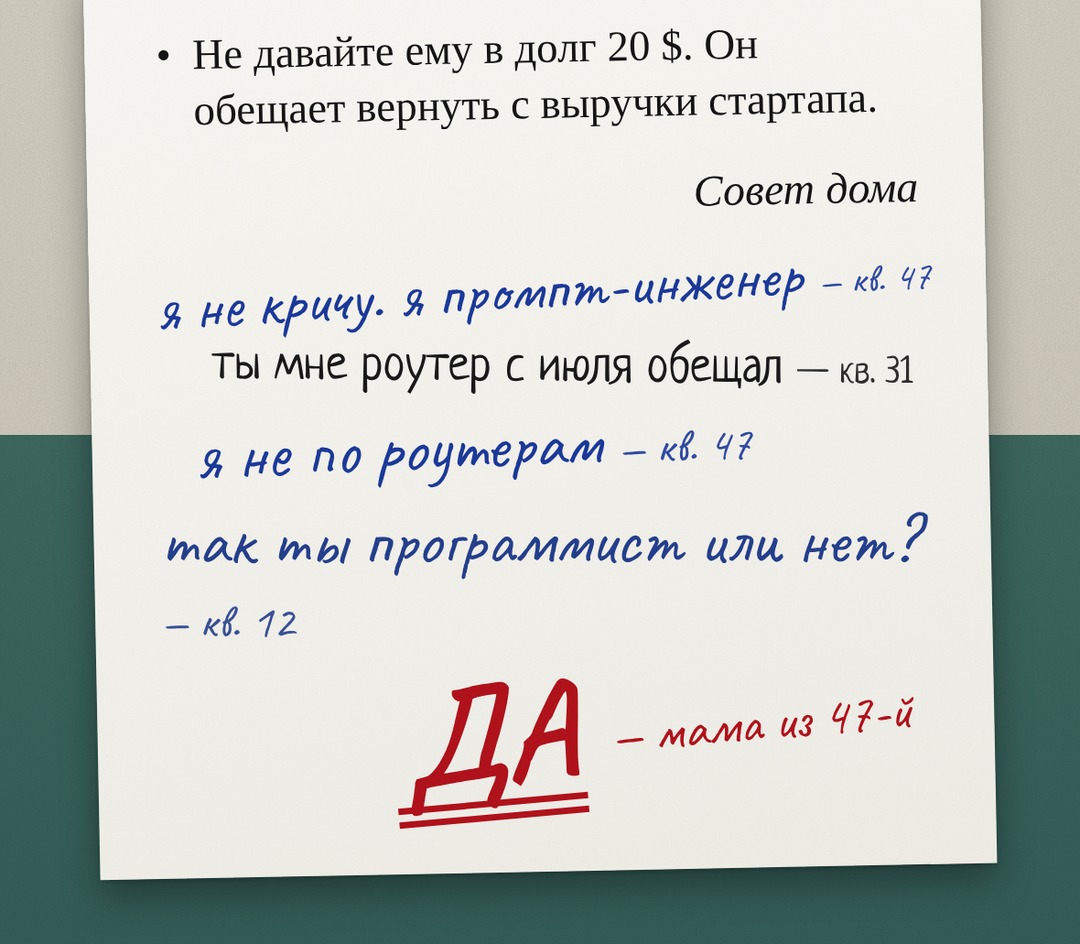 • Не давайте ему в долг 20 $. Он
обещает вернуть с выручки стартапа.
Совет дома
я не кричу. я промпт-инженер — кв. 47
ты мне роутер с июля обещал — кв. 31
я не по роутерам — кв. 47
так ты программист или нет?
— кв. 12
ДА — мама из 47-й